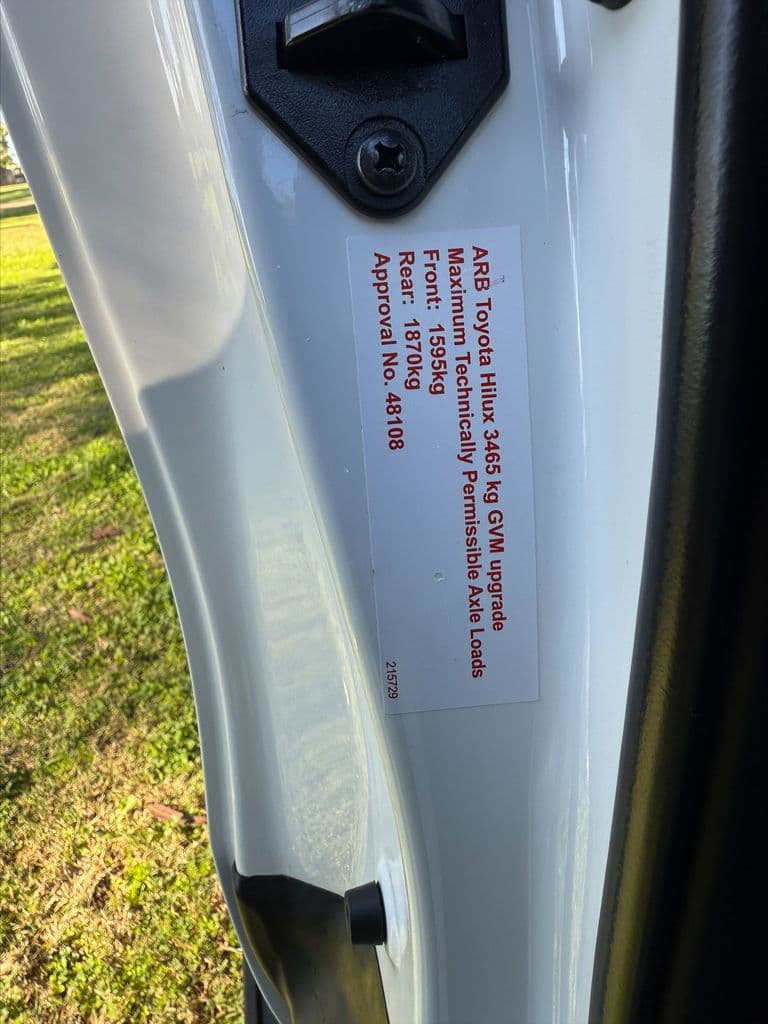 ARB Toyota Hilux 3465 kg GVM upgrade
Maximum Technically Permissible Axle Loads
Front: 1595kg
Rear: 1870kg
Approval No. 48108
215729